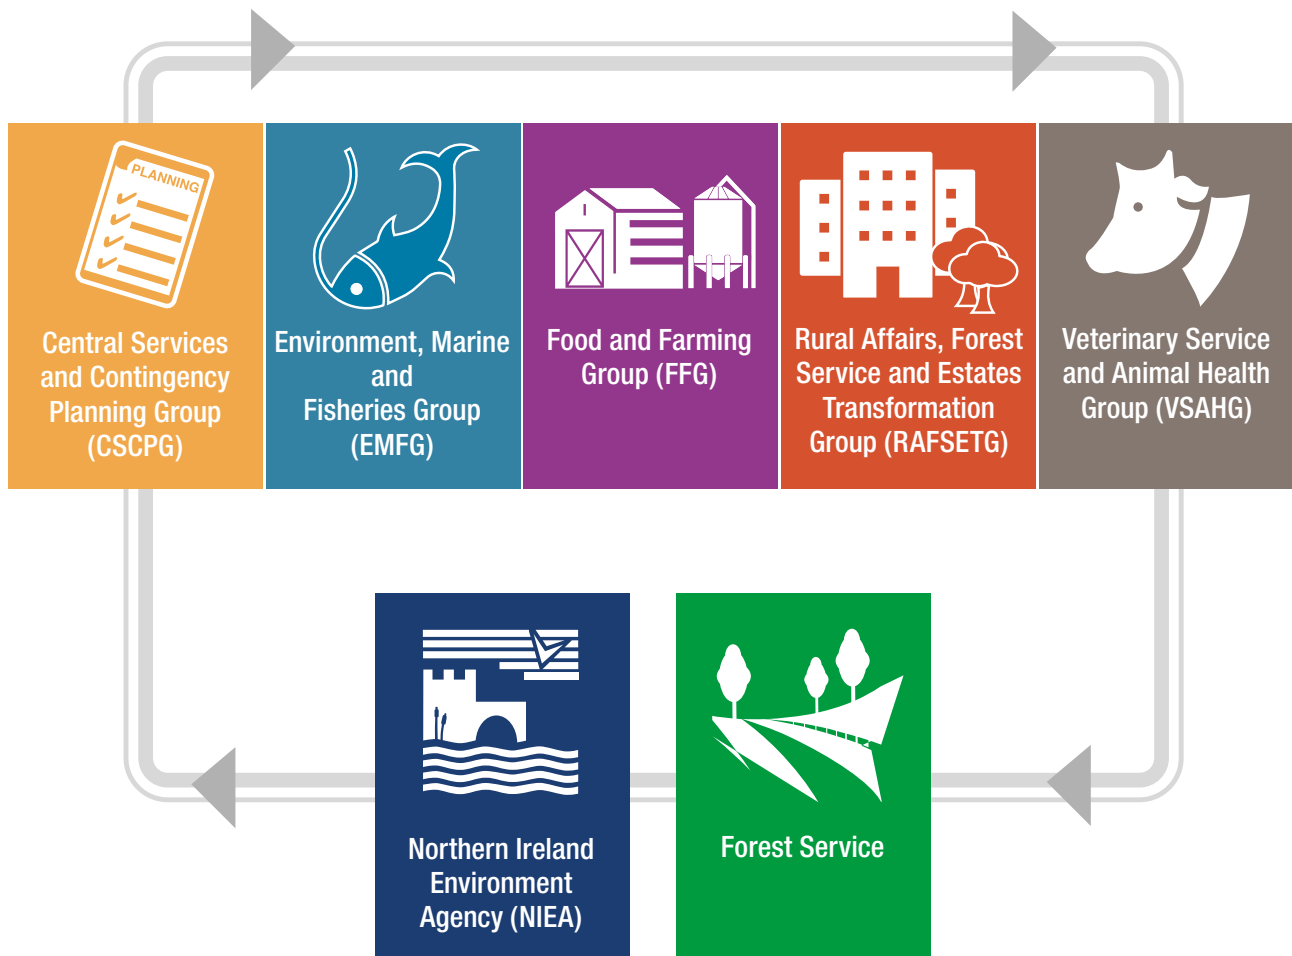 PLANNING
Central Services
and Contingency
Planning Group
(CSCPG)
Environment, Marine
and
Fisheries Group
(EMFG)
Food and Farming
Group (FFG)
Rural Affairs, Forest
Service and Estates
Transformation
Group (RAFSETG)
Veterinary Service
and Animal Health
Group (VSAHG)
Northern Ireland
Environment
Agency (NIEA)
Forest Service